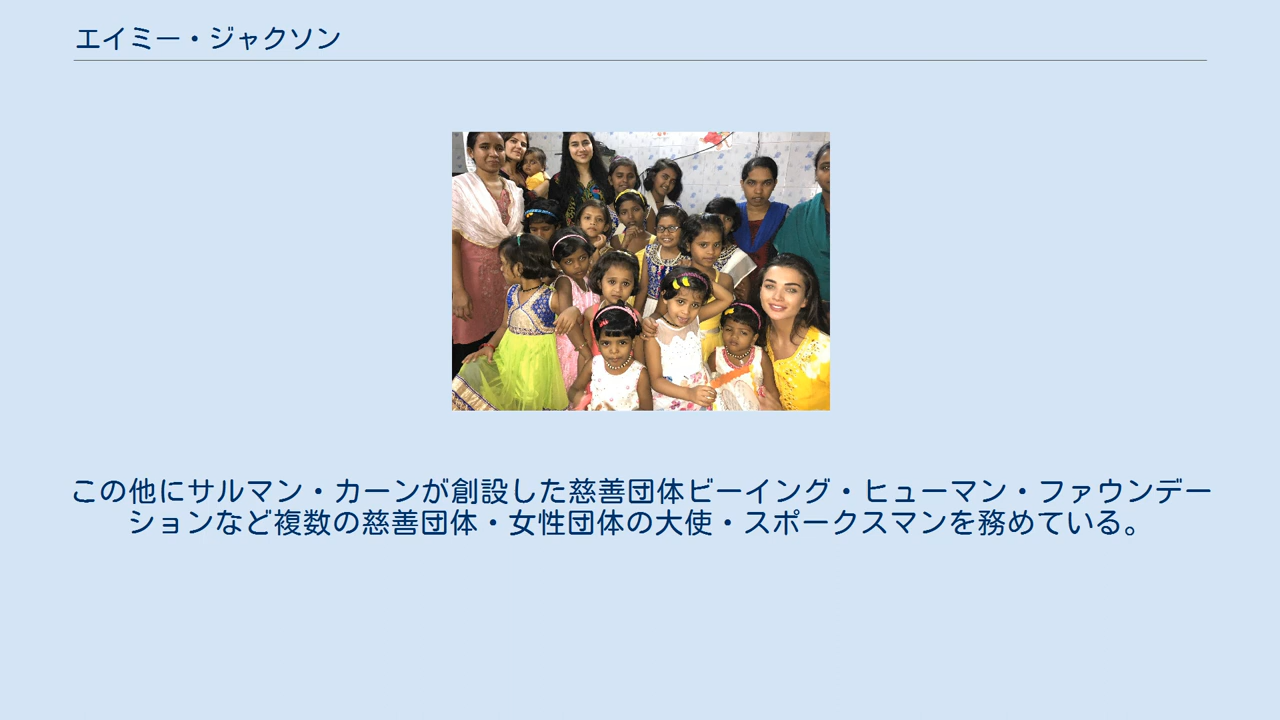 エイミー・ジャクソン
この他にサルマン・カーンが創設した慈善団体ビーイング・ヒューマン・ファウンデー
ションなど複数の慈善団体・女性団体の大使・スポークスマンを務めている。